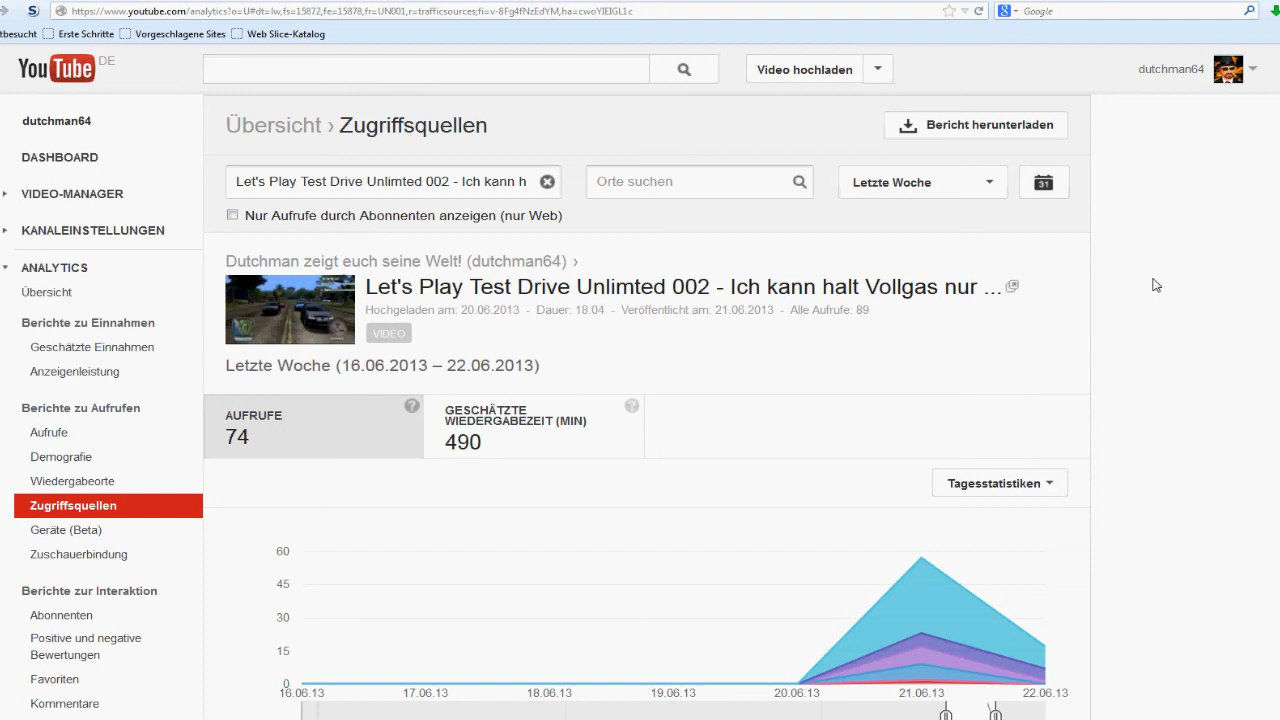 https://www.youtube.com/analytics?o=U#dt=lw,fs=15872,fe=15878,fr=UN001,r=trafficsources;fi=v-8Fg4fNzEdYM,ha=cwoYIEIGL1c
Google
tbesucht Erste Schritte Vorgeschlagene Sites Web Slice-Katalog
YouTube DE
Video hochladen
dutchman64
dutchman64
DASHBOARD
VIDEO-MANAGER
KANALEINSTELLUNGEN
ANALYTICS
Übersicht
Berichte zu Einnahmen
Geschätzte Einnahmen
Anzeigenleistung
Berichte zu Aufrufen
Aufrufe
Demografie
Wiedergabeorte
Zugriffsquellen
Geräte (Beta)
Zuschauerbindung
Berichte zur Interaktion
Abonnenten
Positive und negative
Bewertungen
Favoriten
Kommentare
Übersicht › Zugriffsquellen
Bericht herunterladen
Let's Play Test Drive Unlimted 002 - Ich kann h
Orte suchen
Letzte Woche
31
Nur Aufrufe durch Abonnenten anzeigen (nur Web)
Dutchman zeigt euch seine Welt! (dutchman64) ›
Let's Play Test Drive Unlimted 002 - Ich kann halt Vollgas nur ...
Hochgeladen am: 20.06.2013 - Dauer: 18:04 - Veröffentlicht am: 21.06.2013 - Alle Aufrufe: 89
VIDEO
Letzte Woche (16.06.2013 – 22.06.2013)
AUFRUFE
74
GESCHÄTZTE
WIEDERGABEZEIT (MIN)
490
Tagesstatistiken
60
45
30
15
0
16.06.13 17.06.13 18.06.13 19.06.13 20.06.13 21.06.13 22.06.13